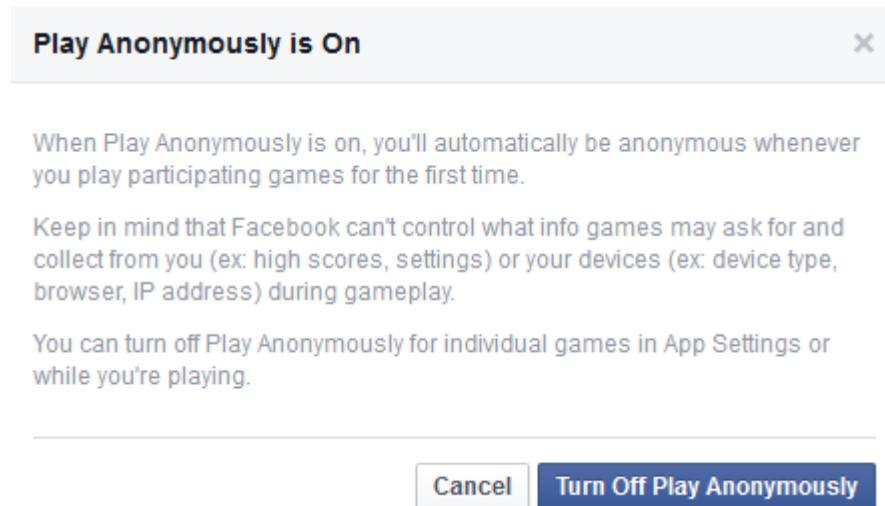 Play Anonymously is On
When Play Anonymously is on, you'll automatically be anonymous whenever
you play participating games for the first time.
Keep in mind that Facebook can't control what info games may ask for and
collect from you (ex: high scores, settings) or your devices (ex: device type,
browser, IP address) during gameplay.
You can turn off Play Anonymously for individual games in App Settings or
while you're playing.
Cancel Turn Off Play Anonymously